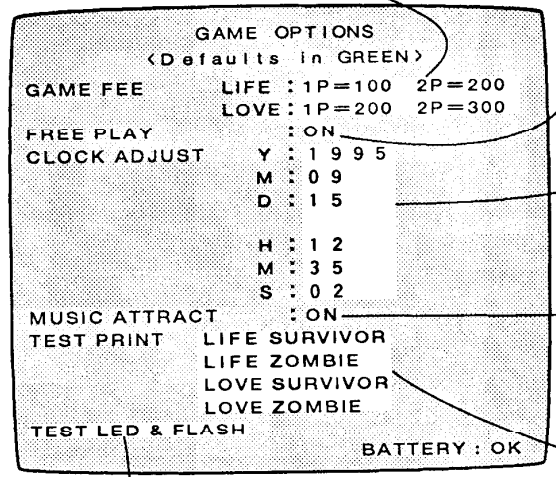 GAME OPTIONS
<Defaults in GREEN>
GAME FEE LIFE : 1P=100 2P=200
LOVE : 1P=200 2P=300
FREE PLAY : ON
CLOCK ADJUST Y : 1995
M : 09
D : 15
H : 12
M : 35
S : 02
MUSIC ATTRACT : ON
TEST PRINT LIFE SURVIVOR
LIFE ZOMBIE
LOVE SURVIVOR
LOVE ZOMBIE
TEST LED & FLASH
BATTERY : OK